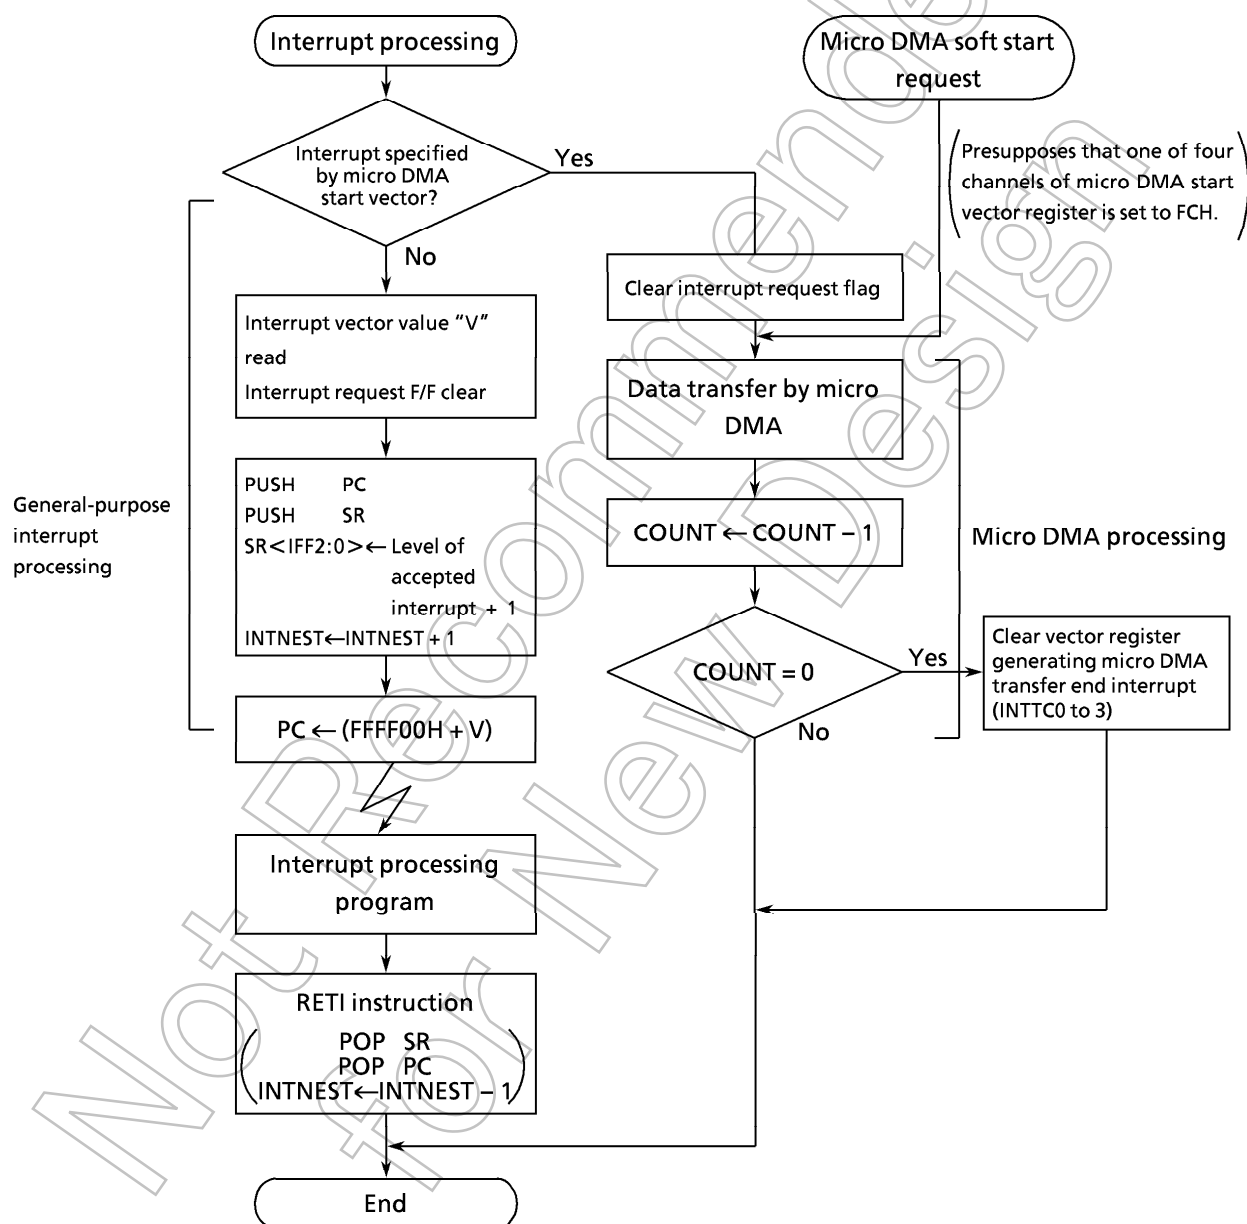 Interrupt processing
Micro DMA soft start
request
Interrupt specified
by micro DMA
start vector?
Yes
No
Presupposes that one of four
channels of micro DMA start
vector register is set to FCH.
Clear interrupt request flag
Interrupt vector value “V”
read
Interrupt request F/F clear
Data transfer by micro
DMA
General-purpose
interrupt
processing
PUSH PC
PUSH SR
SR<IFF2:0>← Level of
accepted
interrupt + 1
INTNEST←INTNEST + 1
COUNT ← COUNT – 1
Micro DMA processing
COUNT = 0
Yes
No
Clear vector register
generating micro DMA
transfer end interrupt
(INTTC0 to 3)
PC ← (FFFF00H + V)
Interrupt processing
program
RETI instruction
POP SR
POP PC
INTNEST←INTNEST – 1
End
Not Recommended
for New Design